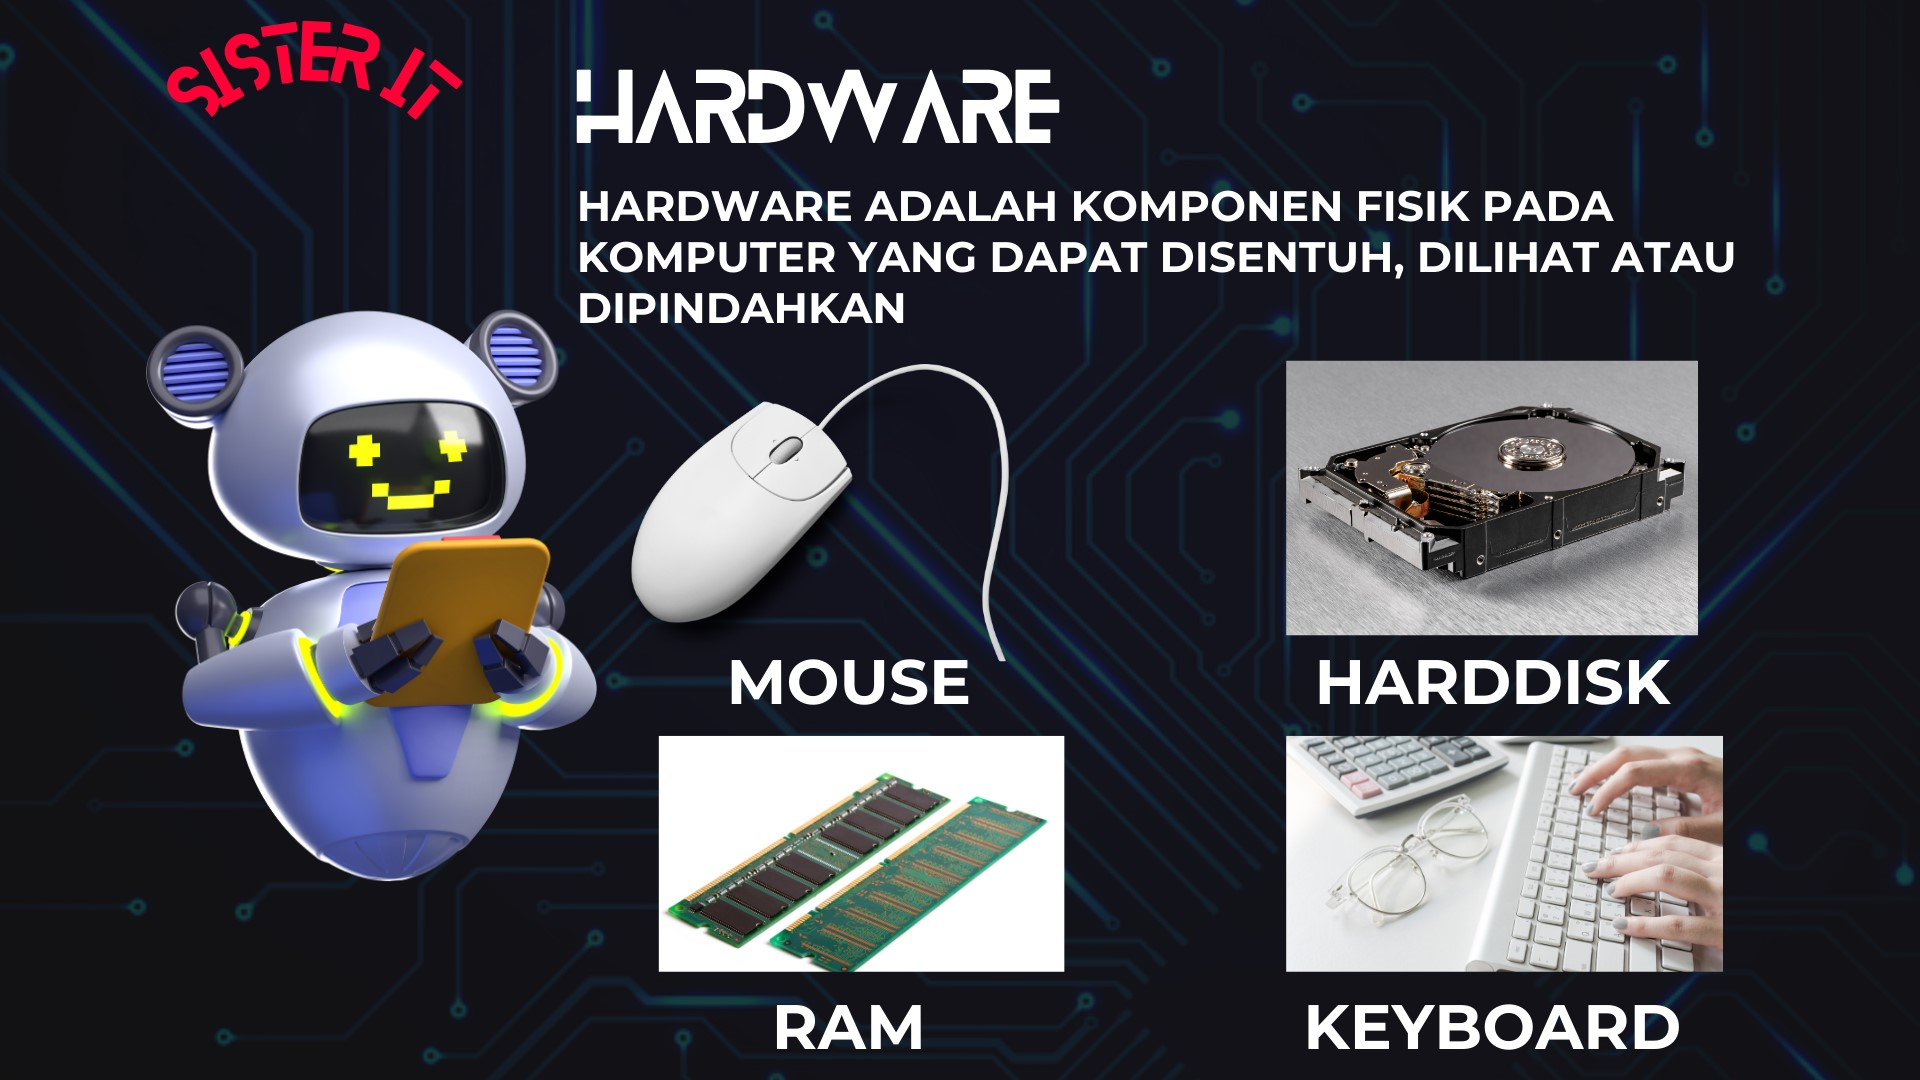 SISTER IT
HARDWARE
HARDWARE ADALAH KOMPONEN FISIK PADA
KOMPUTER YANG DAPAT DISENTUH, DILIHAT ATAU
DIPINDAHKAN
MOUSE
HARDDISK
RAM
KEYBOARD